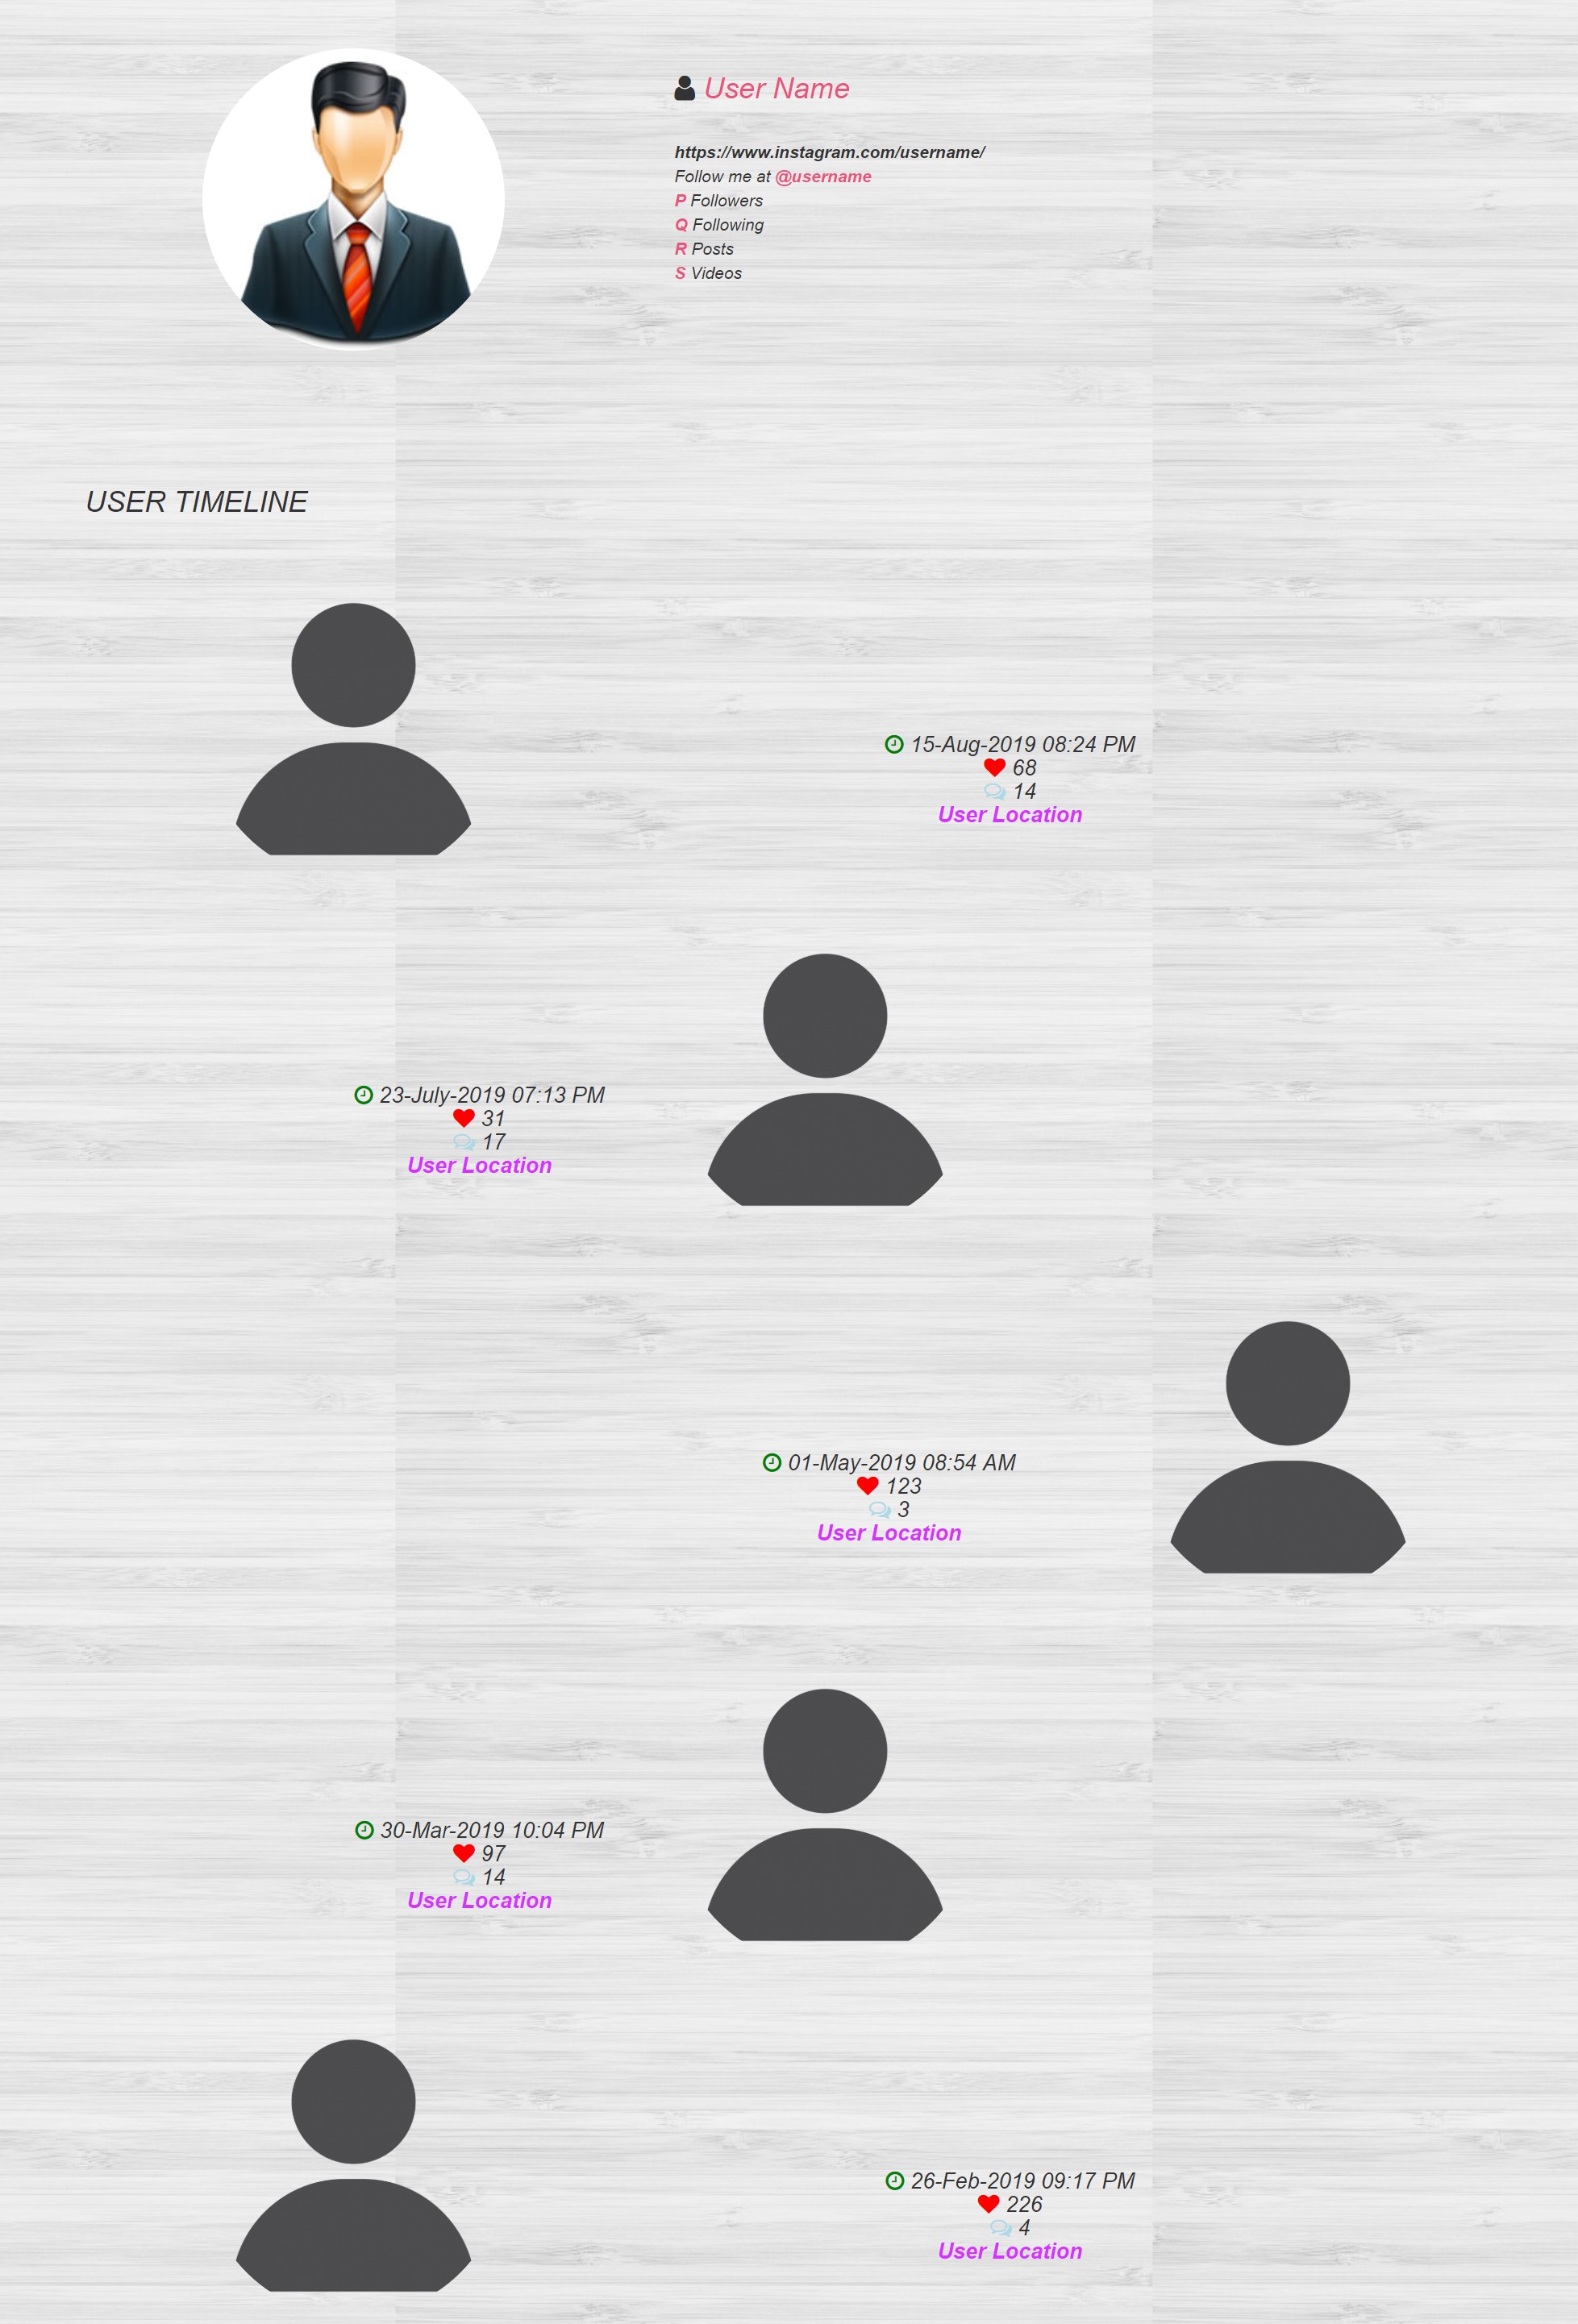 User Name
https://www.instagram.com/username/
Follow me at @username
P Followers
Q Following
R Posts
S Videos
USER TIMELINE
15-Aug-2019 08:24 PM
68
14
User Location
23-July-2019 07:13 PM
31
17
User Location
01-May-2019 08:54 AM
123
3
User Location
30-Mar-2019 10:04 PM
97
14
User Location
26-Feb-2019 09:17 PM
226
4
User Location